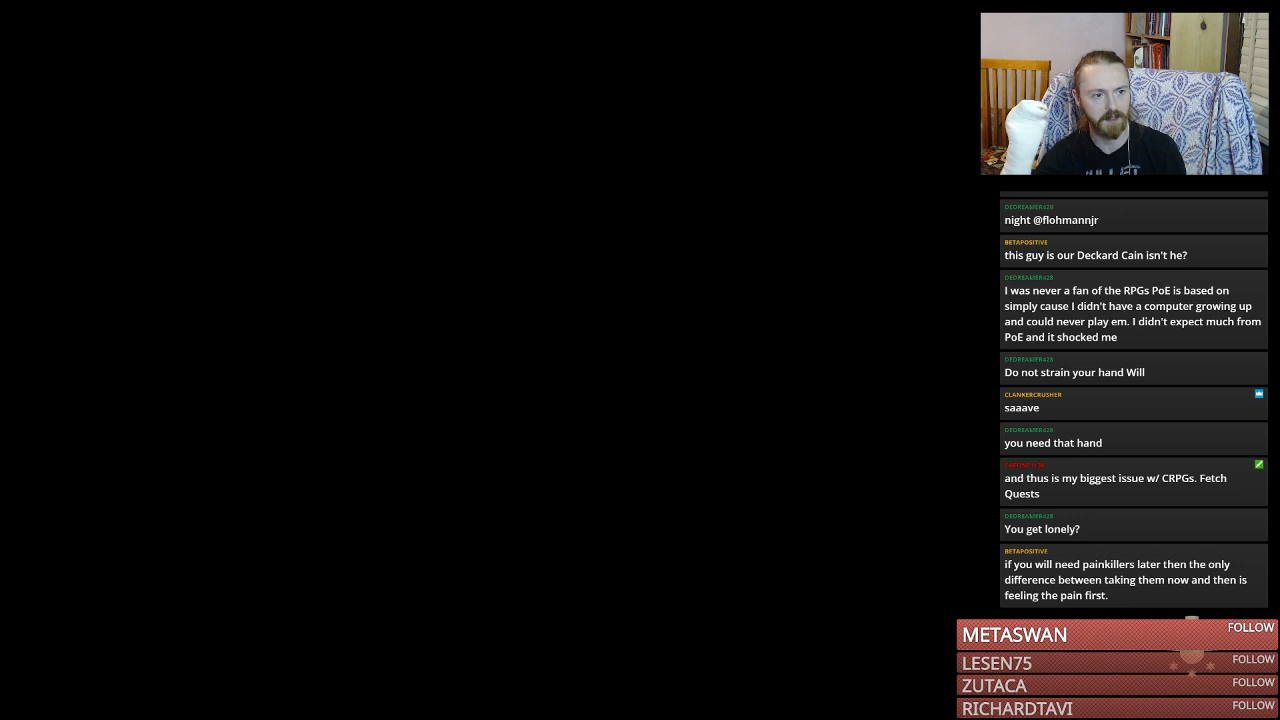 DEDREAMER428
night @flohmannjr
BETAPOSITIVE
this guy is our Deckard Cain isn't he?
DEDREAMER428
I was never a fan of the RPGs PoE is based on
simply cause I didn't have a computer growing up
and could never play em. I didn't expect much from
PoE and it shocked me
DEDREAMER428
Do not strain your hand Will
CLANKERCRUSHER
saaave
DEDREAMER428
you need that hand
and thus is my biggest issue w/ CRPGs. Fetch
Quests
DEDREAMER428
You get lonely?
BETAPOSITIVE
if you will need painkillers later then the only
difference between taking them now and then is
feeling the pain first.
METASWAN FOLLOW
LESEN75 FOLLOW
ZUTACA FOLLOW
RICHARDTAVI FOLLOW